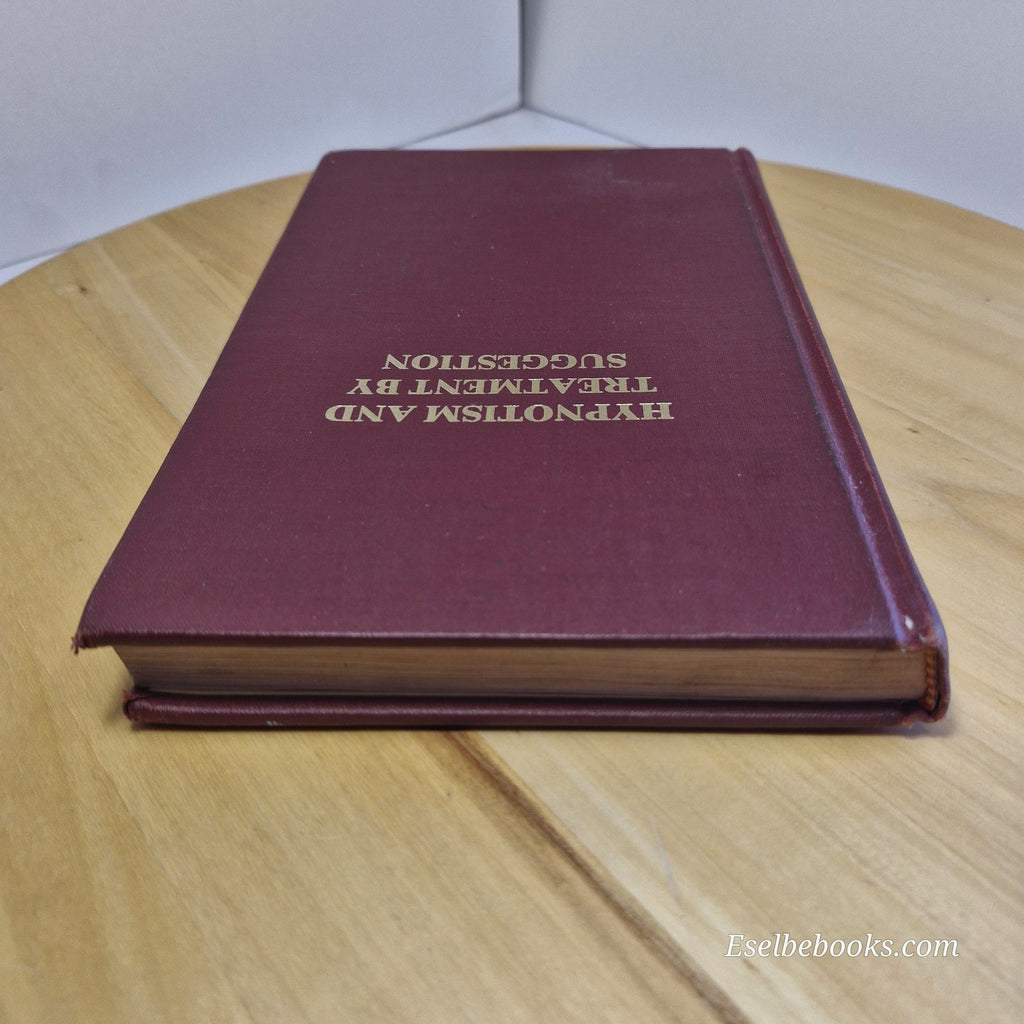 HYPNOTISM AND
TREATMENT BY
SUGGESTION
Eselbebooks.com